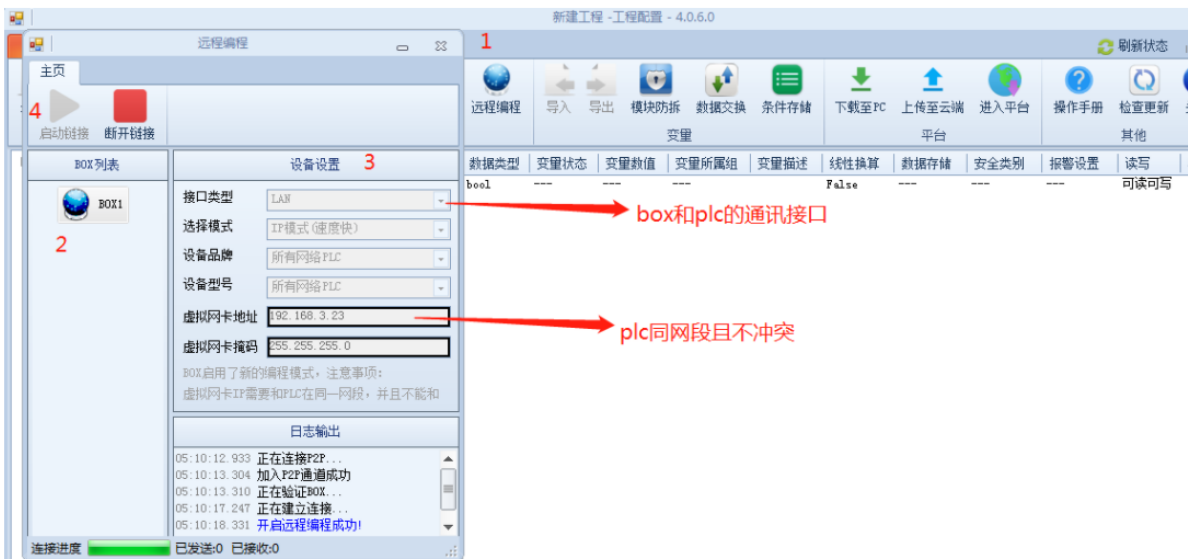 新建工程 -工程配置 - 4.0.6.0
远程编程
1
刷新状态
主页
4
启动链接 断开链接
远程编程 导入 导出 模块防拆 数据交换 条件存储 下载至PC 上传至云端 进入平台 操作手册 检查更新
变量 平台 其他
BOX列表
设备设置 3
数据类型 变量状态 变量数值 变量所属组 变量描述 线性换算 数据存储 安全类别 报警设置 读写
bool --- --- --- False --- --- --- 可读可写
BOX1
2
接口类型 LAN
box和plc的通讯接口
选择模式 IP模式(速度快)
设备品牌 所有网络PLC
设备型号 所有网络PLC
虚拟网卡地址 192.168.3.23
plc同网段且不冲突
虚拟网卡掩码 255.255.255.0
BOX启用了新的编程模式，注意事项:
虚拟网卡IP需要和PLC在同一网段，并且不能和
日志输出
05:10:12.933 正在连接P2P...
05:10:13.304 加入P2P通道成功
05:10:13.310 正在验证BOX...
05:10:17.247 正在建立连接...
05:10:18.331 开启远程编程成功!
连接进度 已发送:0 已接收:0